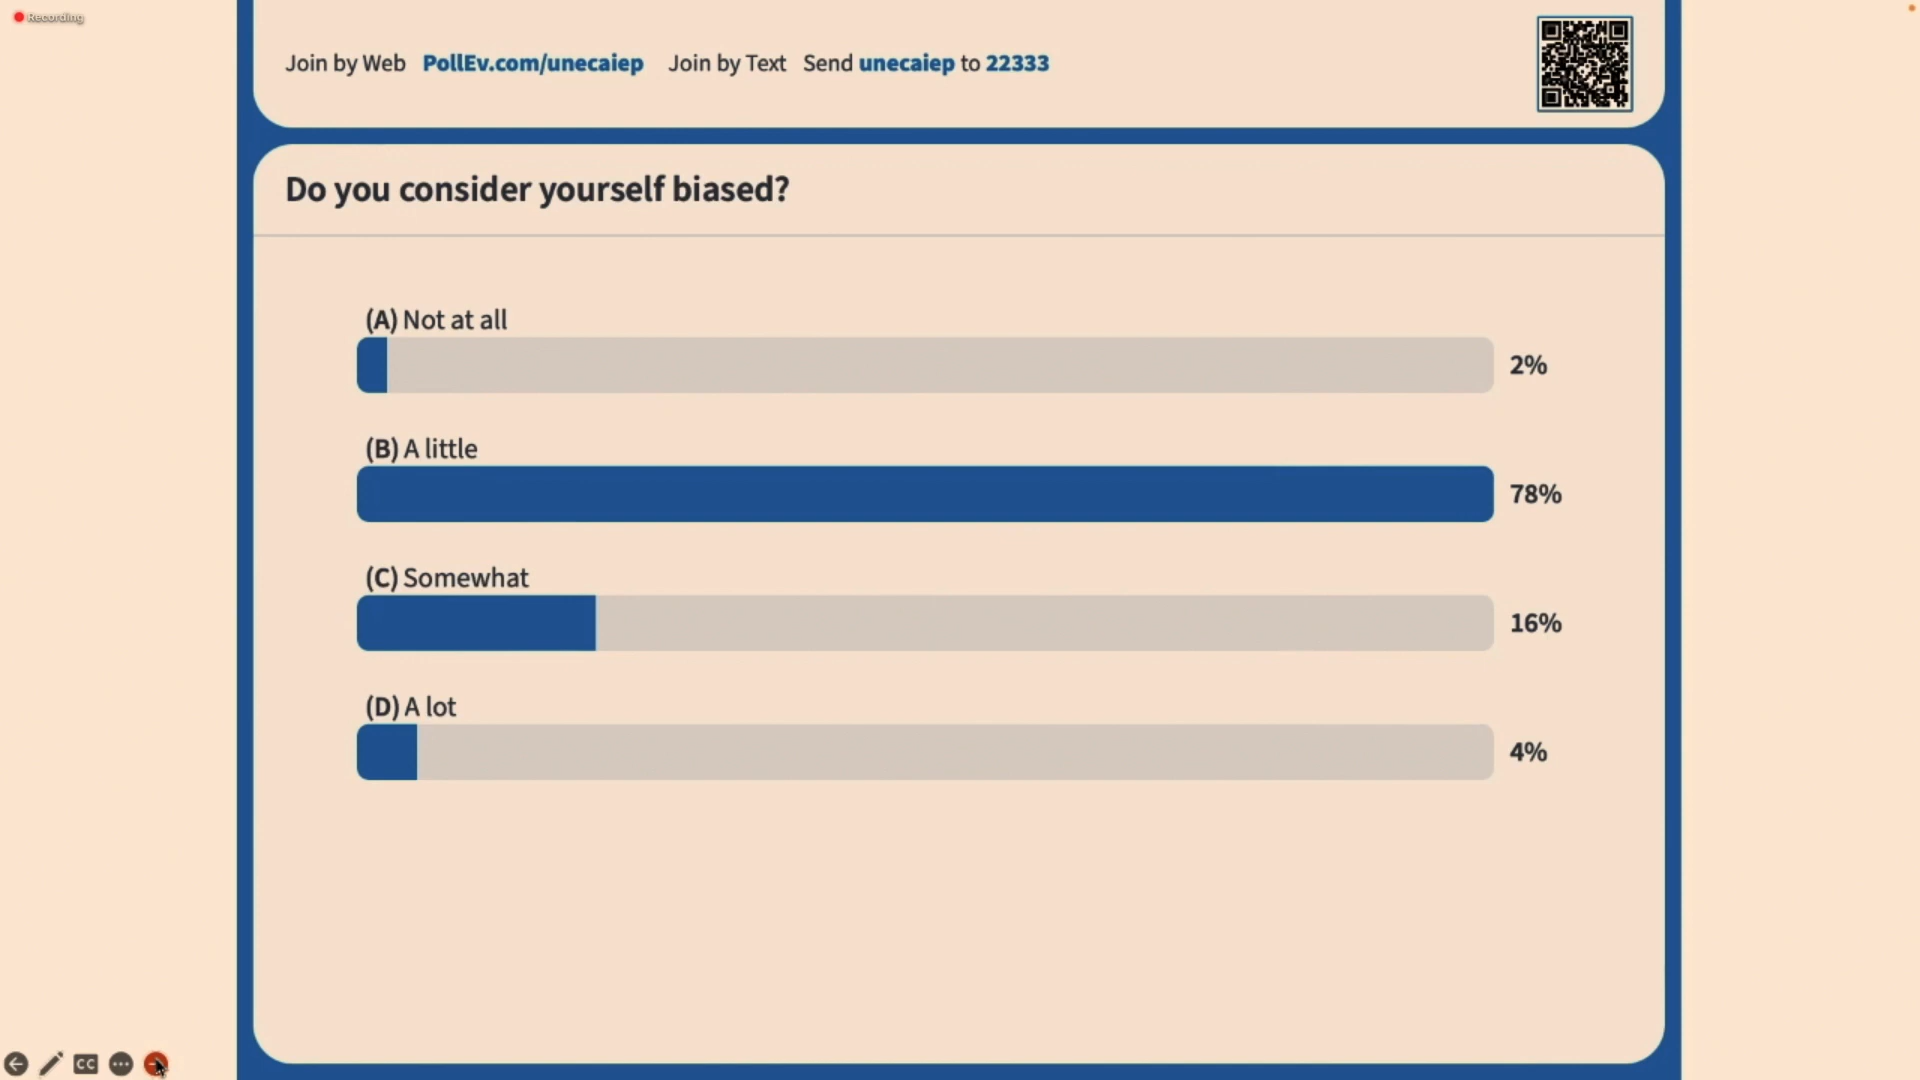 Recording
Join by Web PollEv.com/unecaiep Join by Text Send unecaiep to 22333
Do you consider yourself biased?
(A) Not at all
2%
(B) A little
78%
(C) Somewhat
16%
(D) A lot
4%
CC